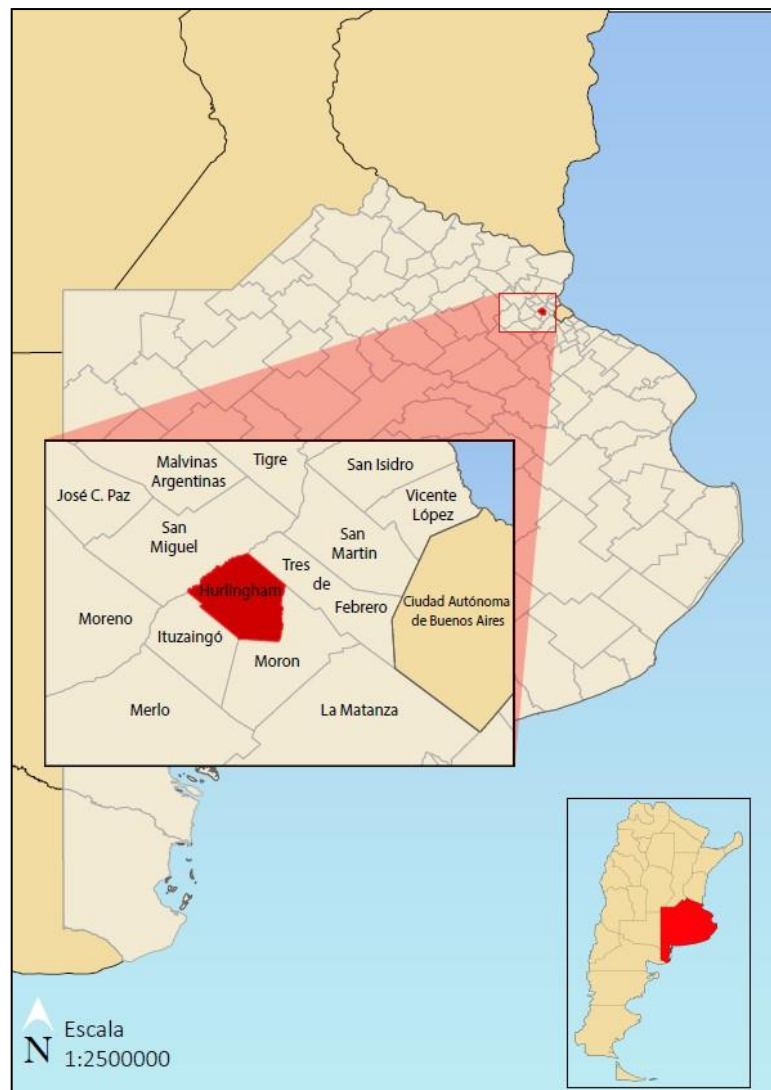 Malvinas
Argentinas
Tigre
San Isidro
José C. Paz
Vicente
López
San
Miguel
San
Martin
Tres
de
Febrero
Hurlingham
Ciudad Autónoma
de Buenos Aires
Moreno
Ituzaingó
Moron
Merlo
La Matanza
N
Escala
1:2500000